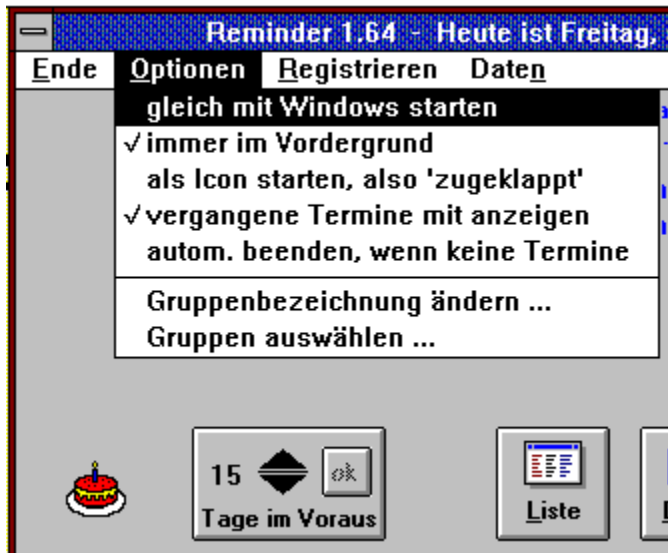 Reminder 1.64 - Heute ist Freitag,
Ende Optionen Registrieren Daten
gleich mit Windows starten
√ immer im Vordergrund
als Icon starten, also 'zugeklappt'
√ vergangene Termine mit anzeigen
autom. beenden, wenn keine Termine
Gruppenbezeichnung ändern ...
Gruppen auswählen ...
15 ok
Tage im Voraus
Liste